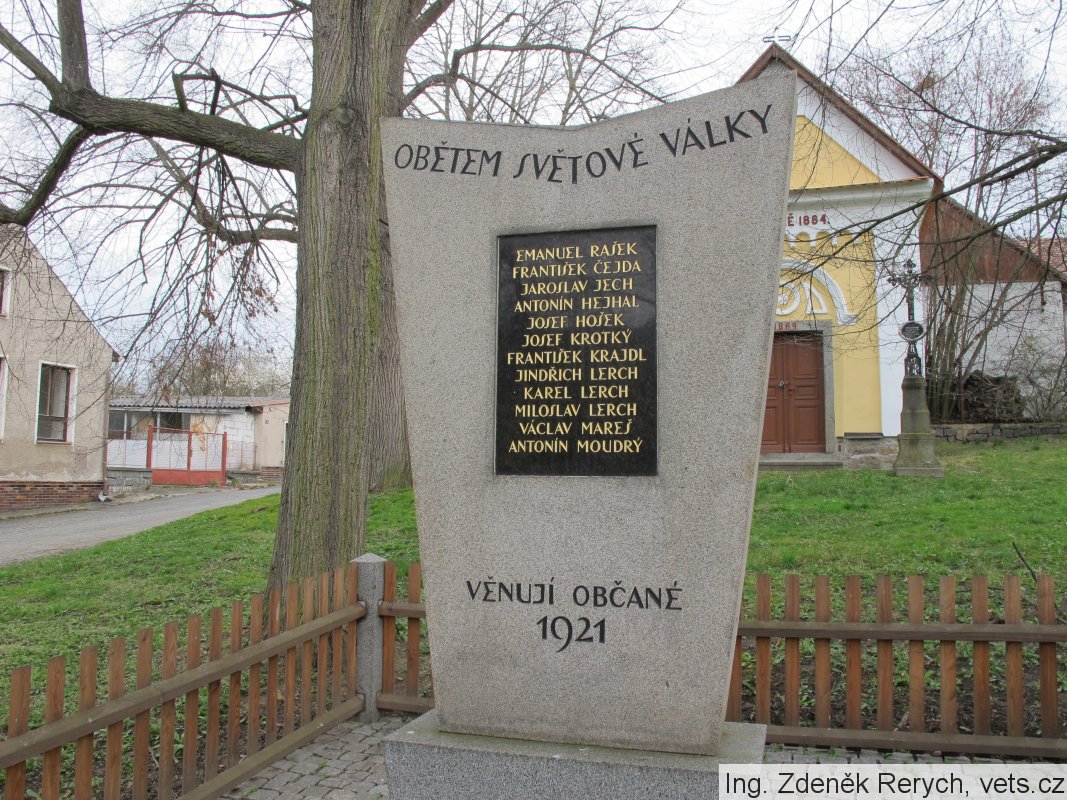 OBĚTEM SVĚTOVÉ VÁLKY
EMANUEL RAŠEK
FRANTIŠEK ČEJDA
JAROSLAV JECH
ANTONÍN HEJHAL
JOSEF HOŠEK
JOSEF KROTKÝ
FRANTIŠEK KRAJDL
JINDŘICH LERCH
KAREL LERCH
MILOSLAV LERCH
VÁCLAV MAREŠ
ANTONÍN MOUDRÝ
VĚNUJÍ OBČANÉ
1921
1884.
1884
Ing. Zdeněk Rerych, vets.cz